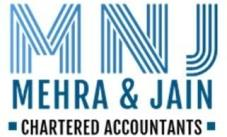 MNJ
MEHRA & JAIN
▪ CHARTERED ACCOUNTANTS ▪